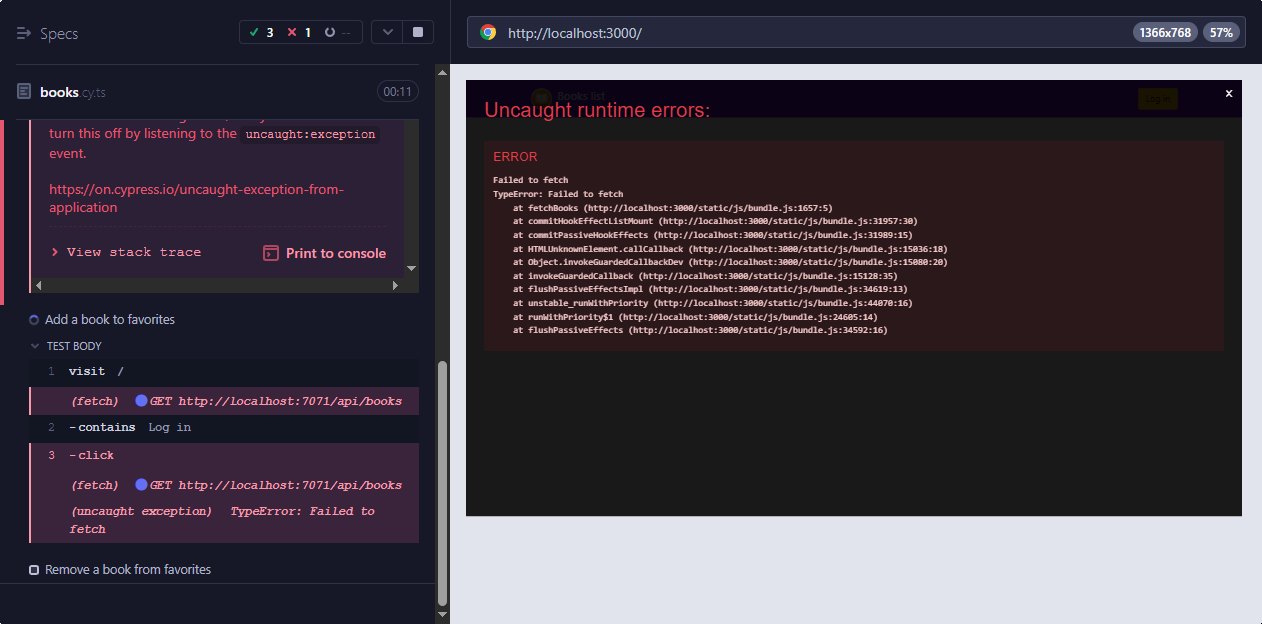 Specs
3
1
--
http://localhost:3000/
1366x768
57%
books.cy.ts
00:11
turn this off by listening to the uncaught:exception
event.
https://on.cypress.io/uncaught-exception-from-
application
> View stack trace
Print to console
Add a book to favorites
TEST BODY
1 visit /
(fetch) GET http://localhost:7071/api/books
2 -contains Log in
3 -click
(fetch) GET http://localhost:7071/api/books
(uncaught exception) TypeError: Failed to
fetch
Remove a book from favorites
Books list
Log in
x
Uncaught runtime errors:
ERROR
Failed to fetch
TypeError: Failed to fetch
at fetchBooks (http://localhost:3000/static/js/bundle.js:1657:5)
at commitHookEffectListMount (http://localhost:3000/static/js/bundle.js:31957:30)
at commitPassiveHookEffects (http://localhost:3000/static/js/bundle.js:31989:15)
at HTMLUnknownElement.callCallback (http://localhost:3000/static/js/bundle.js:15036:18)
at Object.invokeGuardedCallbackDev (http://localhost:3000/static/js/bundle.js:15080:20)
at invokeGuardedCallback (http://localhost:3000/static/js/bundle.js:15128:35)
at flushPassiveEffectsImpl (http://localhost:3000/static/js/bundle.js:34619:13)
at unstable_runWithPriority (http://localhost:3000/static/js/bundle.js:44070:16)
at runWithPriority$1 (http://localhost:3000/static/js/bundle.js:24605:14)
at flushPassiveEffects (http://localhost:3000/static/js/bundle.js:34592:16)